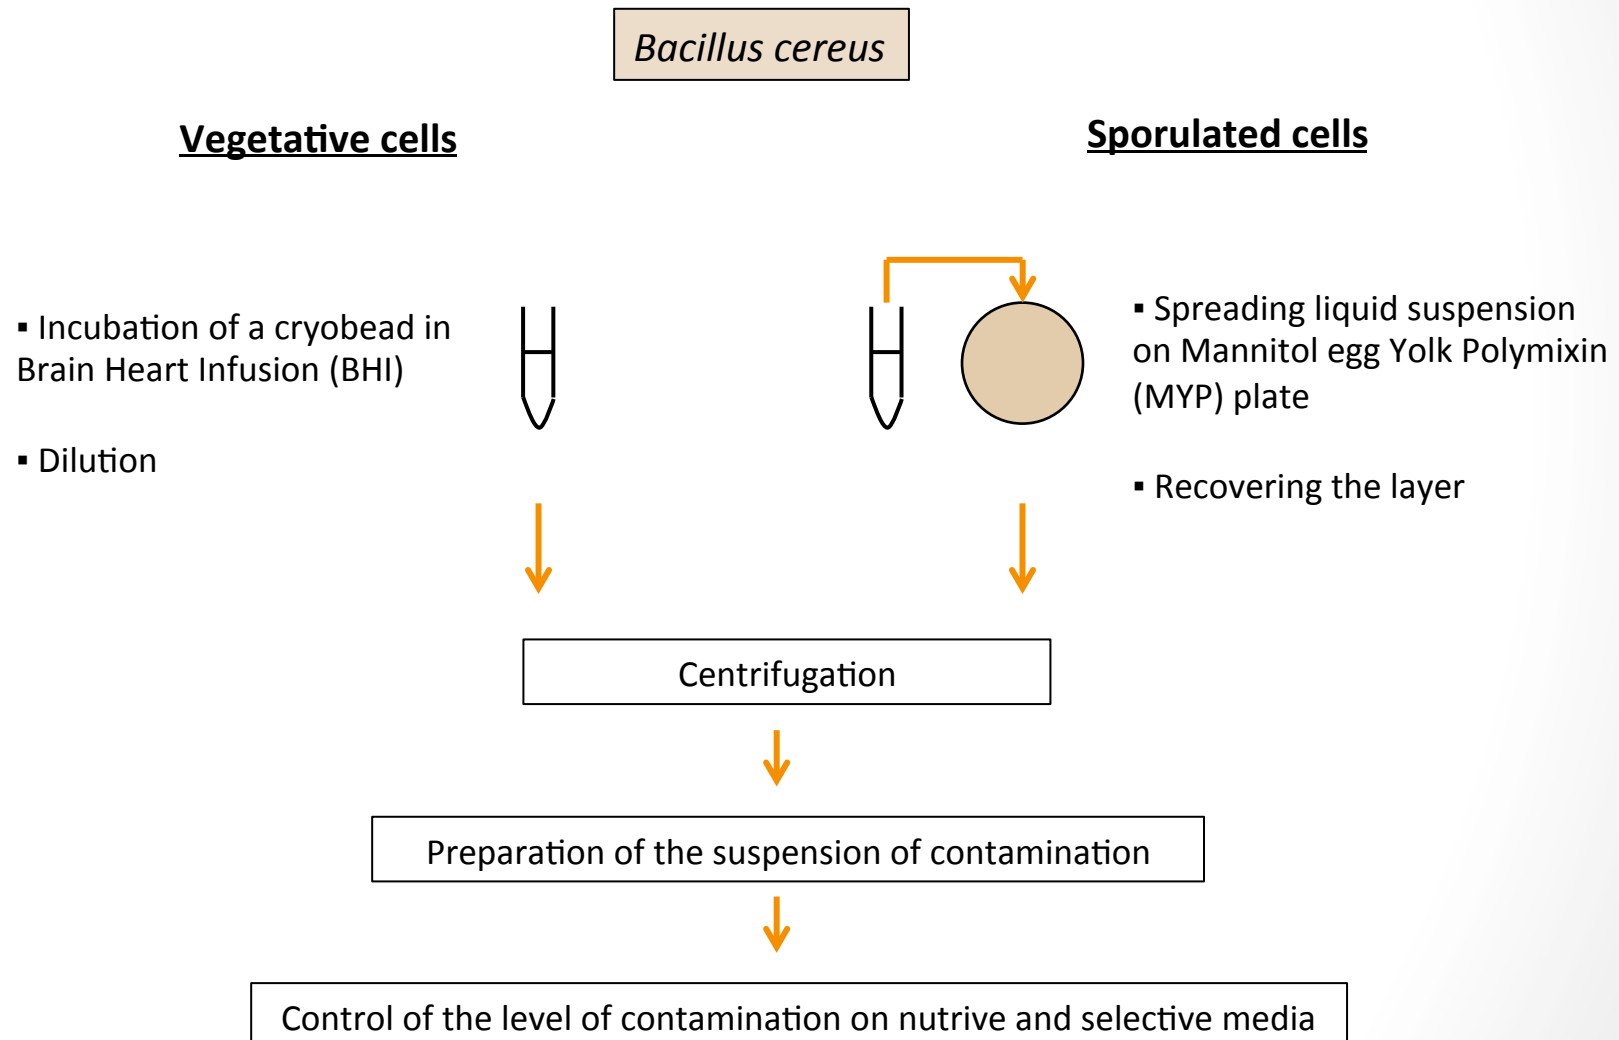 Bacillus cereus
Vegetative cells
Sporulated cells
▪ Incubation of a cryobead in
Brain Heart Infusion (BHI)
▪ Dilution
▪ Spreading liquid suspension
on Mannitol egg Yolk Polymixin
(MYP) plate
▪ Recovering the layer
Centrifugation
Preparation of the suspension of contamination
Control of the level of contamination on nutrive and selective media